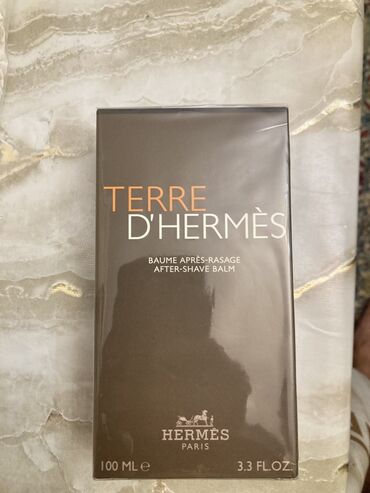 TERRE
D'HERMÈS
BAUME APRÈS-RASAGE
AFTER-SHAVE BALM
HERMÈS
PARIS
100 ML ℮ 3.3 FL.OZ.